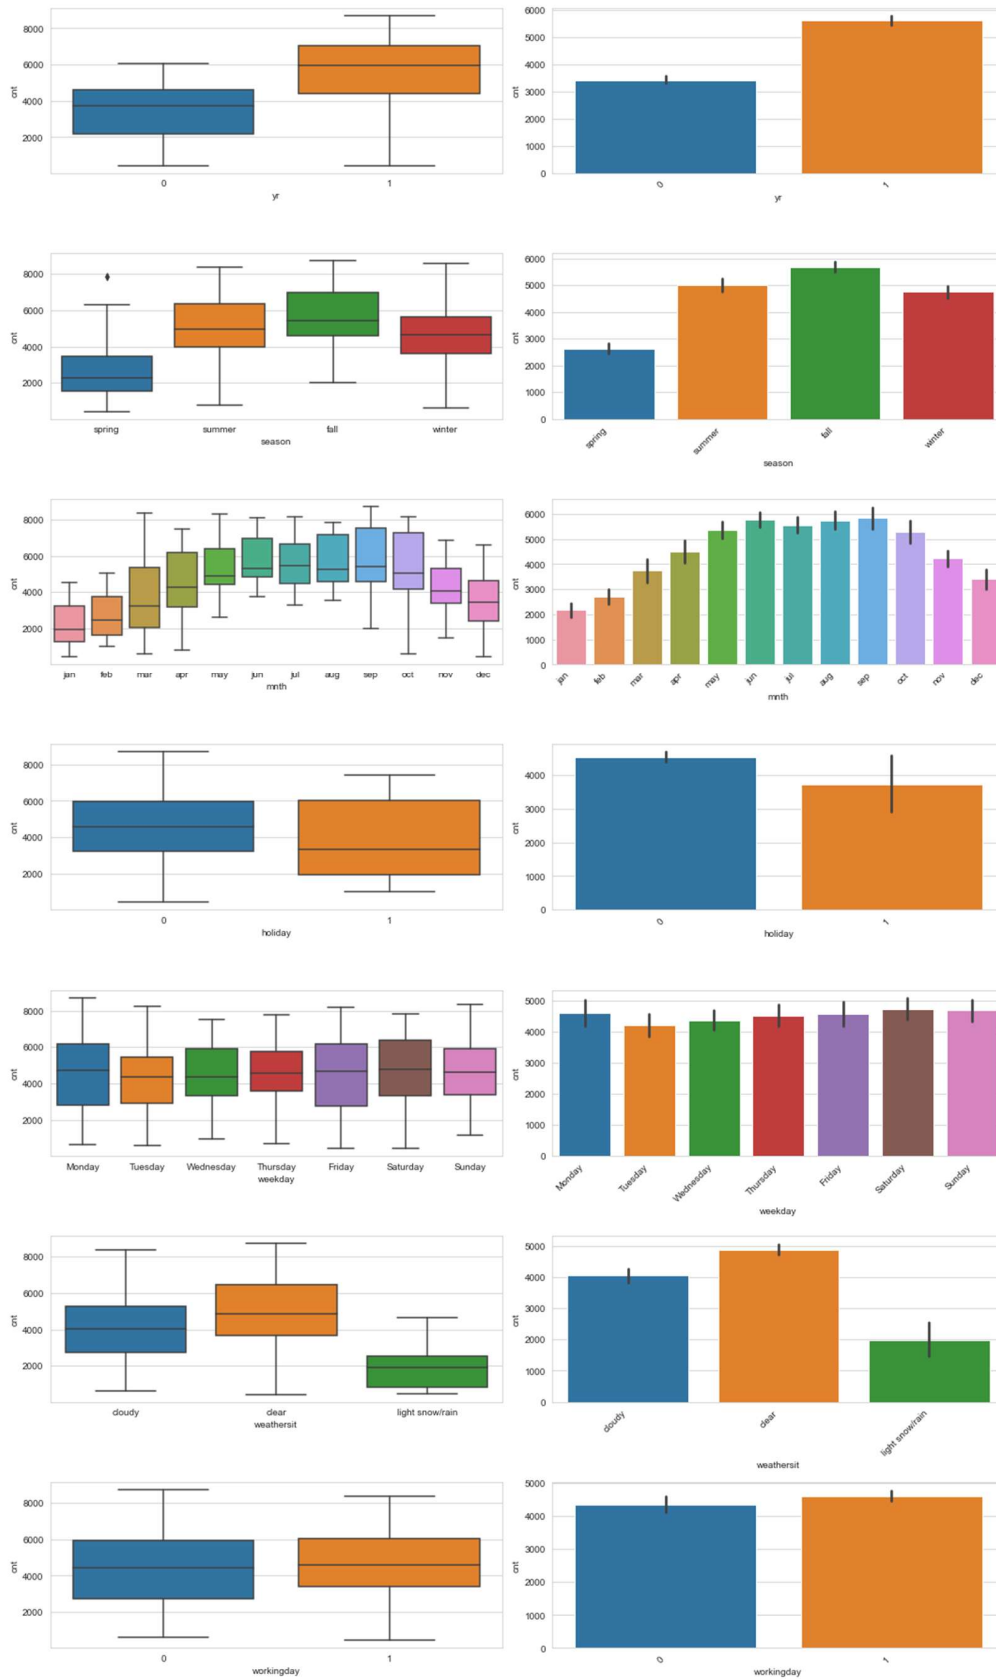 8000
6000
4000
2000
cnt
0 1
yr
6000
5000
4000
3000
2000
1000
0
cnt
0 1
yr
8000
6000
4000
2000
cnt
spring summer fall winter
season
6000
5000
4000
3000
2000
1000
0
cnt
spring summer fall winter
season
8000
6000
4000
2000
cnt
jan feb mar apr may jun jul aug sep oct nov dec
mnth
6000
5000
4000
3000
2000
1000
0
cnt
jan feb mar apr may jun jul aug sep oct nov dec
mnth
8000
6000
4000
2000
cnt
0 1
holiday
4000
3000
2000
1000
0
cnt
0 1
holiday
8000
6000
4000
2000
cnt
Monday Tuesday Wednesday Thursday Friday Saturday Sunday
weekday
5000
4000
3000
2000
1000
0
cnt
Monday Tuesday Wednesday Thursday Friday Saturday Sunday
weekday
8000
6000
4000
2000
cnt
cloudy clear light snow/rain
weathersit
5000
4000
3000
2000
1000
0
cnt
cloudy clear light snow/rain
weathersit
8000
6000
4000
2000
cnt
0 1
workingday
5000
4000
3000
2000
1000
0
cnt
0 1
workingday